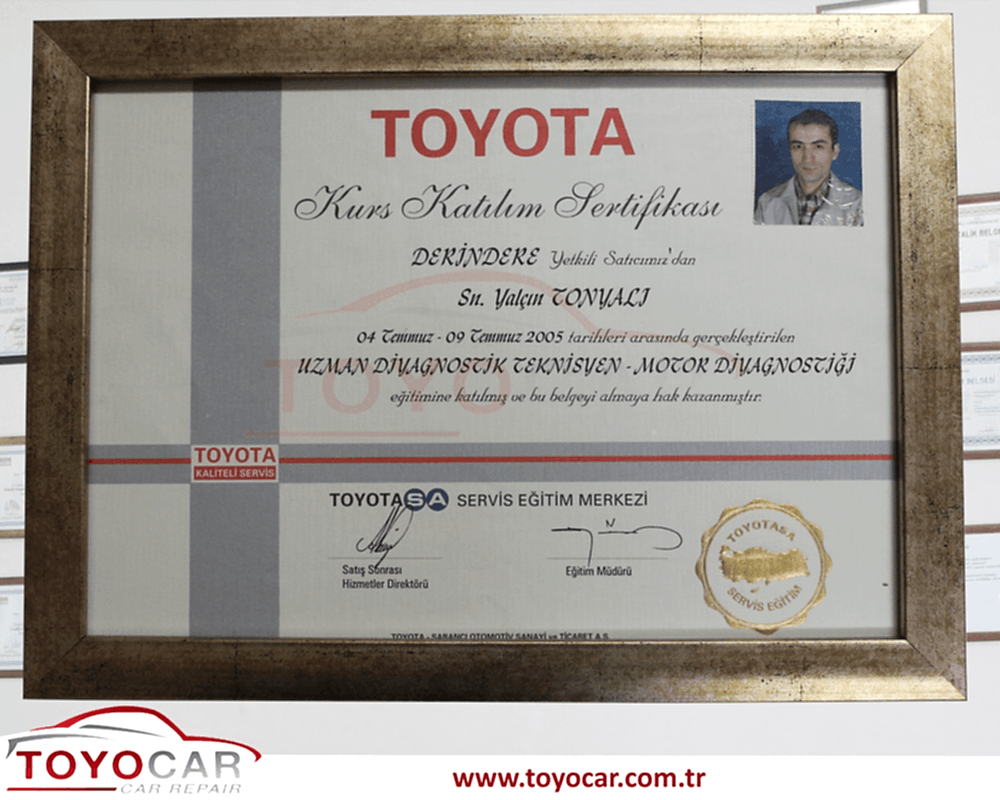 TOYOTA
Kurs Katılım Sertifikası
DERİNDERE Yetkili Satıcımız'dan
Sn. Yalçın TONYALI
04 Temmuz - 09 Temmuz 2005 tarihleri arasında gerçekleştirilen
UZMAN DİYAGNOSTİK TEKNİSYEN - MOTOR DİYAGNOSTİĞİ
eğitimine katılmış ve bu belgeyi almaya hak kazanmıştır.
TOYO
TOYOTA
KALİTELİ SERVİS
TOYOTASA SERVİS EĞİTİM MERKEZİ
Satış Sonrası
Hizmetler Direktörü
Eğitim Müdürü
TOYOTASA
SERVİS EĞİTİM
TOYOTA - SABANCI OTOMOTİV SANAYİ ve TİCARET A.Ş.
TOYOCAR
CAR REPAIR
www.toyocar.com.tr